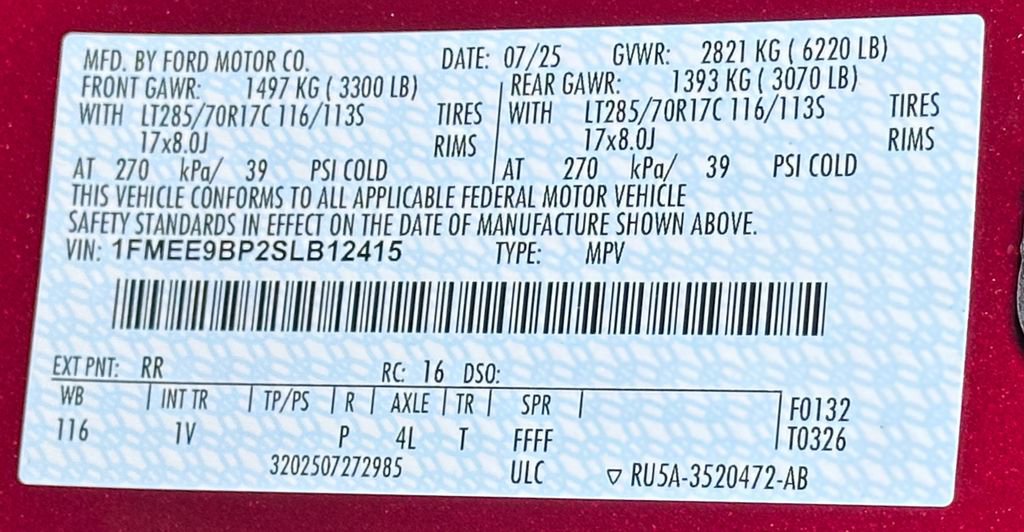 MFD. BY FORD MOTOR CO. DATE: 07/25 GVWR: 2821 KG ( 6220 LB)
FRONT GAWR: 1497 KG ( 3300 LB) REAR GAWR: 1393 KG ( 3070 LB)
WITH LT285/70R17C 116/113S TIRES WITH LT285/70R17C 116/113S TIRES
17x8.0J RIMS 17x8.0J RIMS
AT 270 kPa/ 39 PSI COLD AT 270 kPa/ 39 PSI COLD
THIS VEHICLE CONFORMS TO ALL APPLICABLE FEDERAL MOTOR VEHICLE
SAFETY STANDARDS IN EFFECT ON THE DATE OF MANUFACTURE SHOWN ABOVE.
VIN: 1FMEE9BP2SLB12415 TYPE: MPV
EXT PNT: RR RC: 16 DSO:
WB INT TR TP/PS R AXLE TR SPR F0132
116 1V P 4L T FFFF T0326
3202507272985 ULC ▽ RU5A-3520472-AB